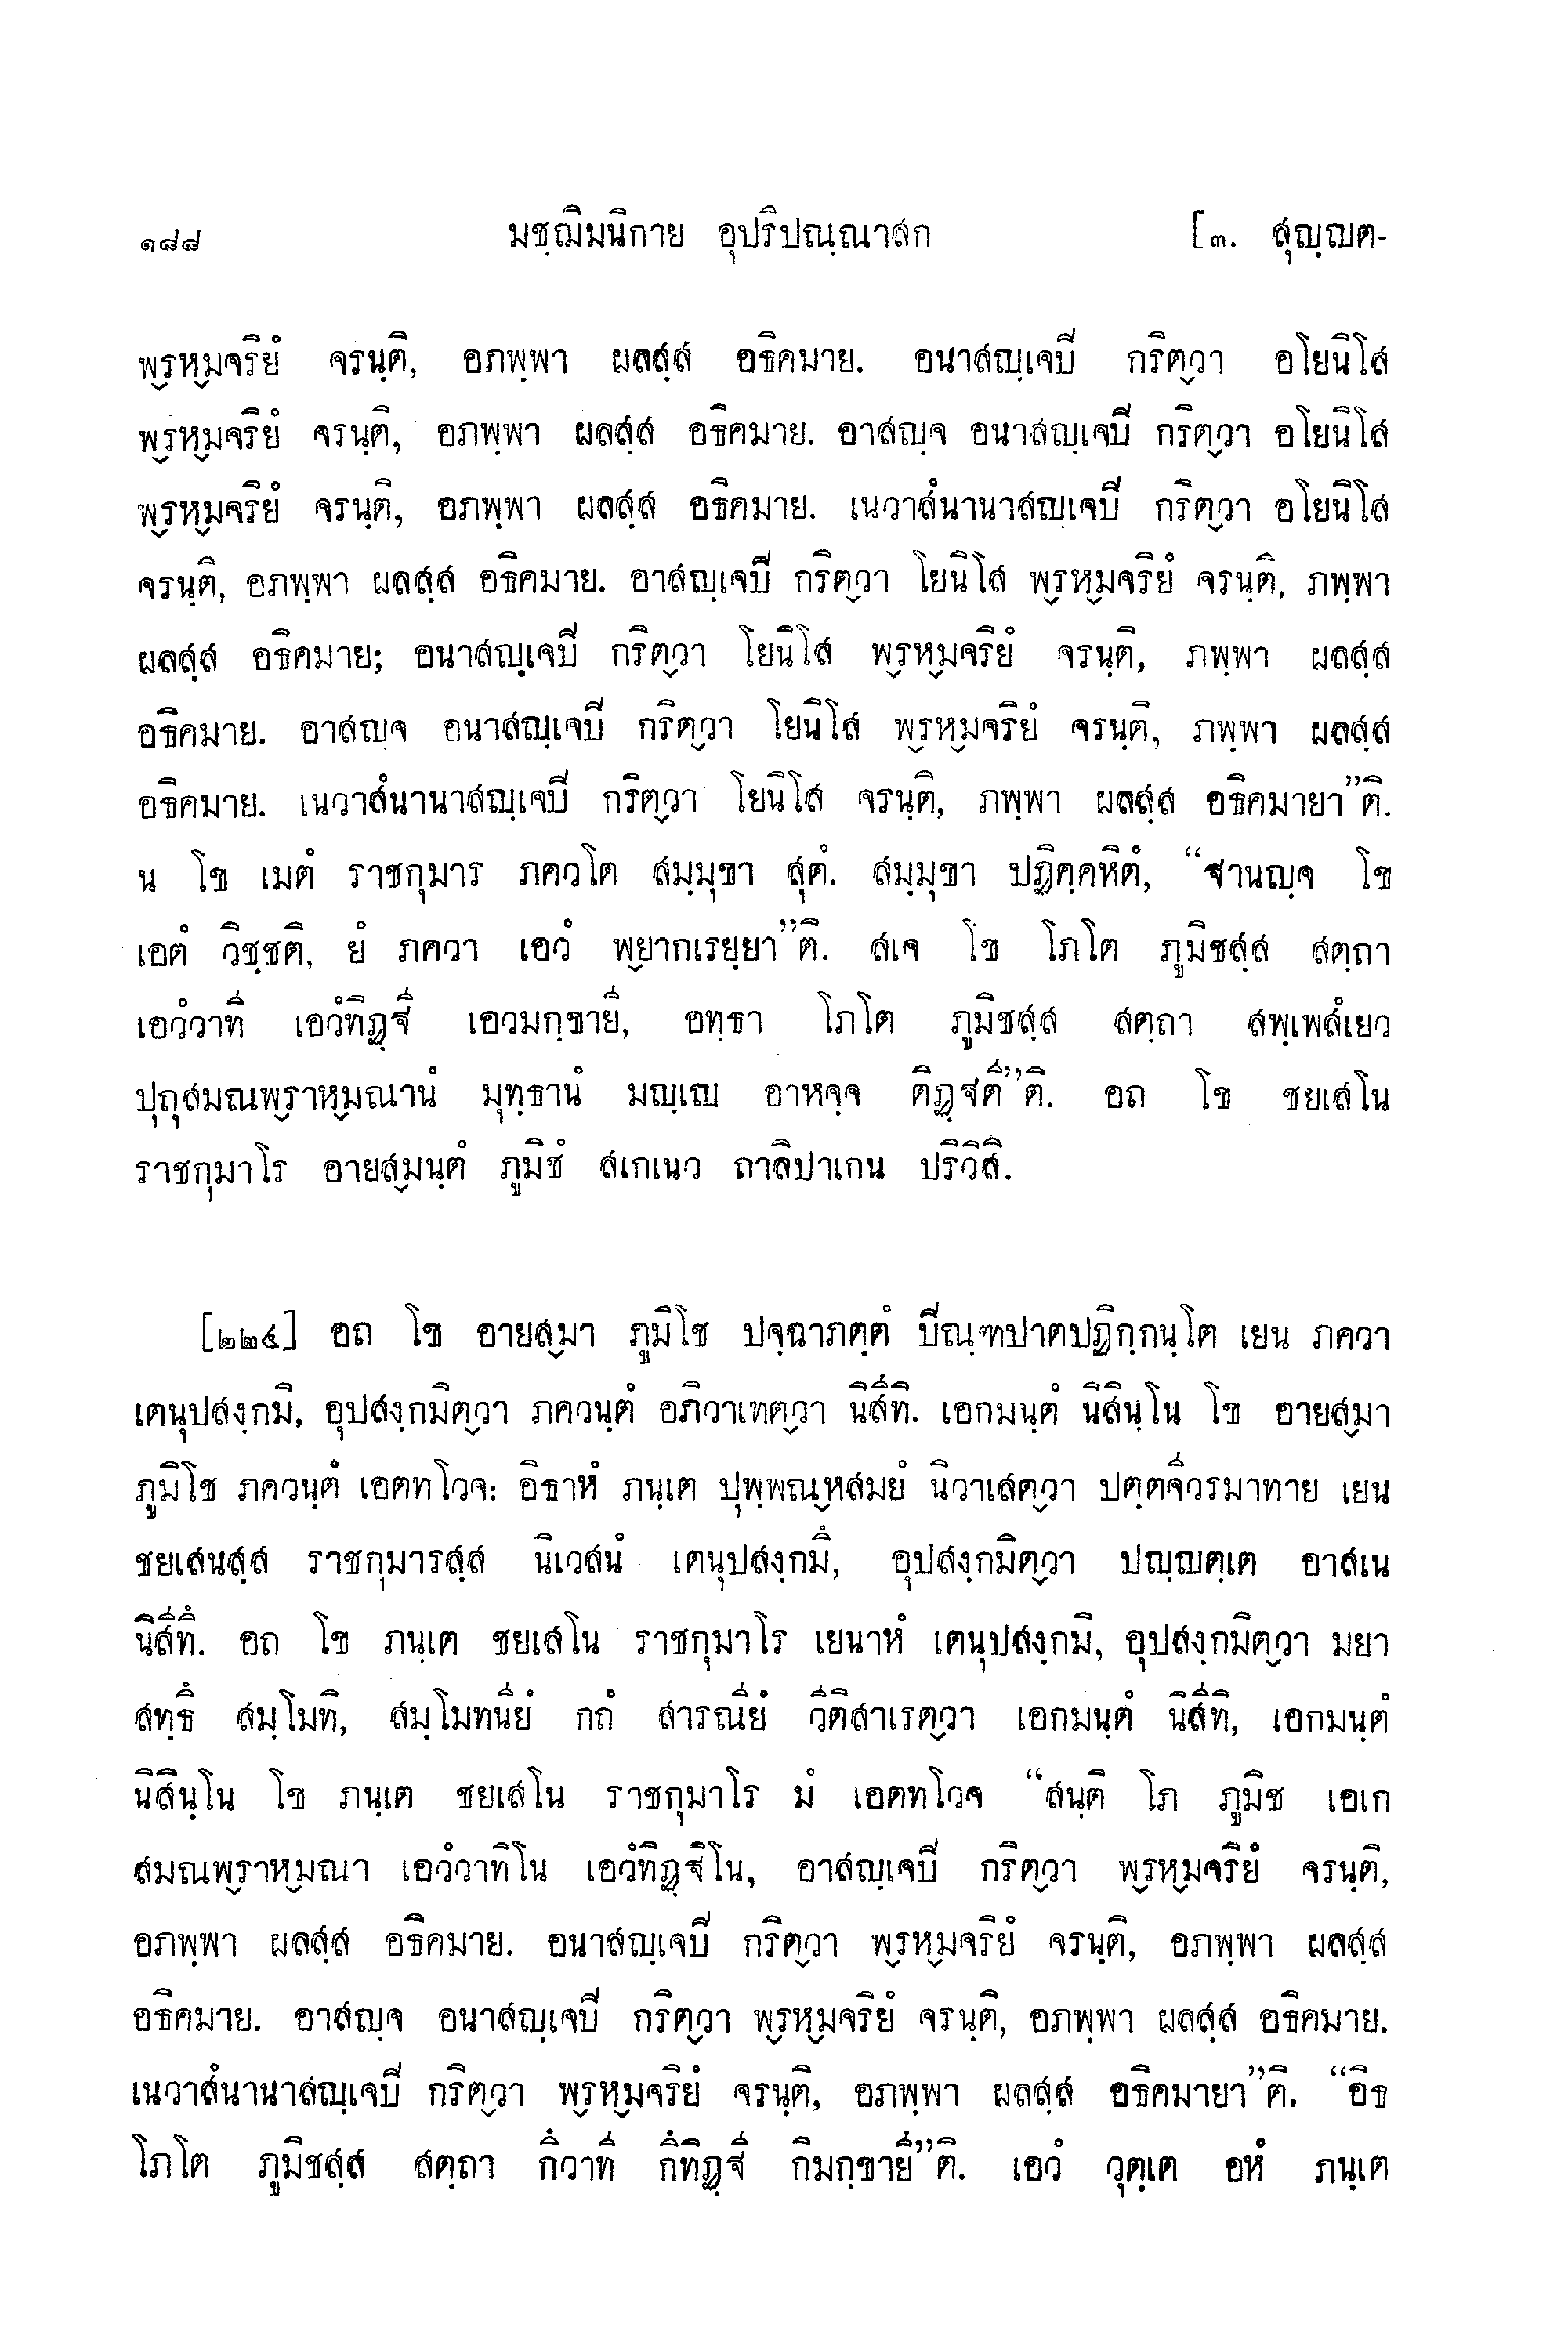 ๑๘๘ มชฺฌิมนิกาย อุปริปณฺณาสก [๓. สุญฺญต-
พฺรหฺมจริยํ จรนฺติ, อภพฺพา ผลสฺส อธิคมาย. อนาสญฺเจปี กริตฺวา อโยนิโส
พฺรหฺมจริยํ จรนฺติ, อภพฺพา ผลสฺส อธิคมาย. อาสญฺจ อนาสญฺเจปี กริตฺวา อโยนิโส
พฺรหฺมจริยํ จรนฺติ, อภพฺพา ผลสฺส อธิคมาย. เนวาสํนานาสญฺเจปี กริตฺวา อโยนิโส
จรนฺติ, อภพฺพา ผลสฺส อธิคมาย. อาสญฺเจปี กริตฺวา โยนิโส พฺรหฺมจริยํ จรนฺติ, ภพฺพา
ผลสฺส อธิคมาย; อนาสญฺเจปี กริตฺวา โยนิโส พฺรหฺมจริยํ จรนฺติ, ภพฺพา ผลสฺส
อธิคมาย. อาสญฺจ อนาสญฺเจปี กริตฺวา โยนิโส พฺรหฺมจริยํ จรนฺติ, ภพฺพา ผลสฺส
อธิคมาย. เนวาสํนานาสญฺเจปี กริตฺวา โยนิโส จรนฺติ, ภพฺพา ผลสฺส อธิคมายา”ติ.
น โข เมตํ ราชกุมาร ภควโต สมฺมุขา สุตํ. สมฺมุขา ปฏิคฺคหิตํ, “ฐานญฺจ โข
เอตํ วิชฺชติ, ยํ ภควา เอวํ พฺยากเรยฺยา”ติ. สเจ โข โภโต ภูมิชสฺส สตฺถา
เอวํวาที เอวํทิฏฺฐี เอวมกฺขายี, อทฺธา โภโต ภูมิชสฺส สตฺถา สพฺเพสํเยว
ปุถุสมณพฺราหฺมณานํ มุทฺธานํ มญฺเญ อาหจฺจ ติฏฺฐตี”ติ. อถ โข ชยเสโน
ราชกุมาโร อายสฺมนฺตํ ภูมิชํ สเกเนว ถาลิปาเกน ปริวิสิ.
[๒๒๕] อถ โข อายสฺมา ภูมิโช ปจฺฉาภตฺตํ ปิณฺฑปาตปฏิกฺกนฺโต เยน ภควา
เตนุปสงฺกมิ, อุปสงฺกมิตฺวา ภควนฺตํ อภิวาเทตฺวา นิสีทิ. เอกมนฺตํ นิสินฺโน โข อายสฺมา
ภูมิโช ภควนฺตํ เอตทโวจ: อิธาหํ ภนฺเต ปุพฺพณฺหสมยํ นิวาเสตฺวา ปตฺตจีวรมาทาย เยน
ชยเสนสฺส ราชกุมารสฺส นิเวสนํ เตนุปสงฺกมึ, อุปสงฺกมิตฺวา ปญฺญตฺเต อาสเน
นิสีทึ. อถ โข ภนฺเต ชยเสโน ราชกุมาโร เยนาหํ เตนุปสงฺกมิ, อุปสงฺกมิตฺวา มยา
สทฺธึ สมฺโมทิ, สมฺโมทนียํ กถํ สารณียํ วีติสาเรตฺวา เอกมนฺตํ นิสีทิ, เอกมนฺตํ
นิสินฺโน โข ภนฺเต ชยเสโน ราชกุมาโร มํ เอตทโวจ “สนฺติ โภ ภูมิช เอเก
สมณพฺราหฺมณา เอวํวาทิโน เอวํทิฏฺฐิโน, อาสญฺเจปี กริตฺวา พฺรหฺมจริยํ จรนฺติ,
อภพฺพา ผลสฺส อธิคมาย. อนาสญฺเจปี กริตฺวา พฺรหฺมจริยํ จรนฺติ, อภพฺพา ผลสฺส
อธิคมาย. อาสญฺจ อนาสญฺเจปี กริตฺวา พฺรหฺมจริยํ จรนฺติ, อภพฺพา ผลสฺส อธิคมาย.
เนวาสํนานาสญฺเจปี กริตฺวา พฺรหฺมจริยํ จรนฺติ, อภพฺพา ผลสฺส อธิคมายา”ติ. “อิธ
โภโต ภูมิชสฺส สตฺถา กึวาที กึทิฏฺฐี กิมกฺขายี”ติ. เอวํ วุตฺเต อหํ ภนฺเต